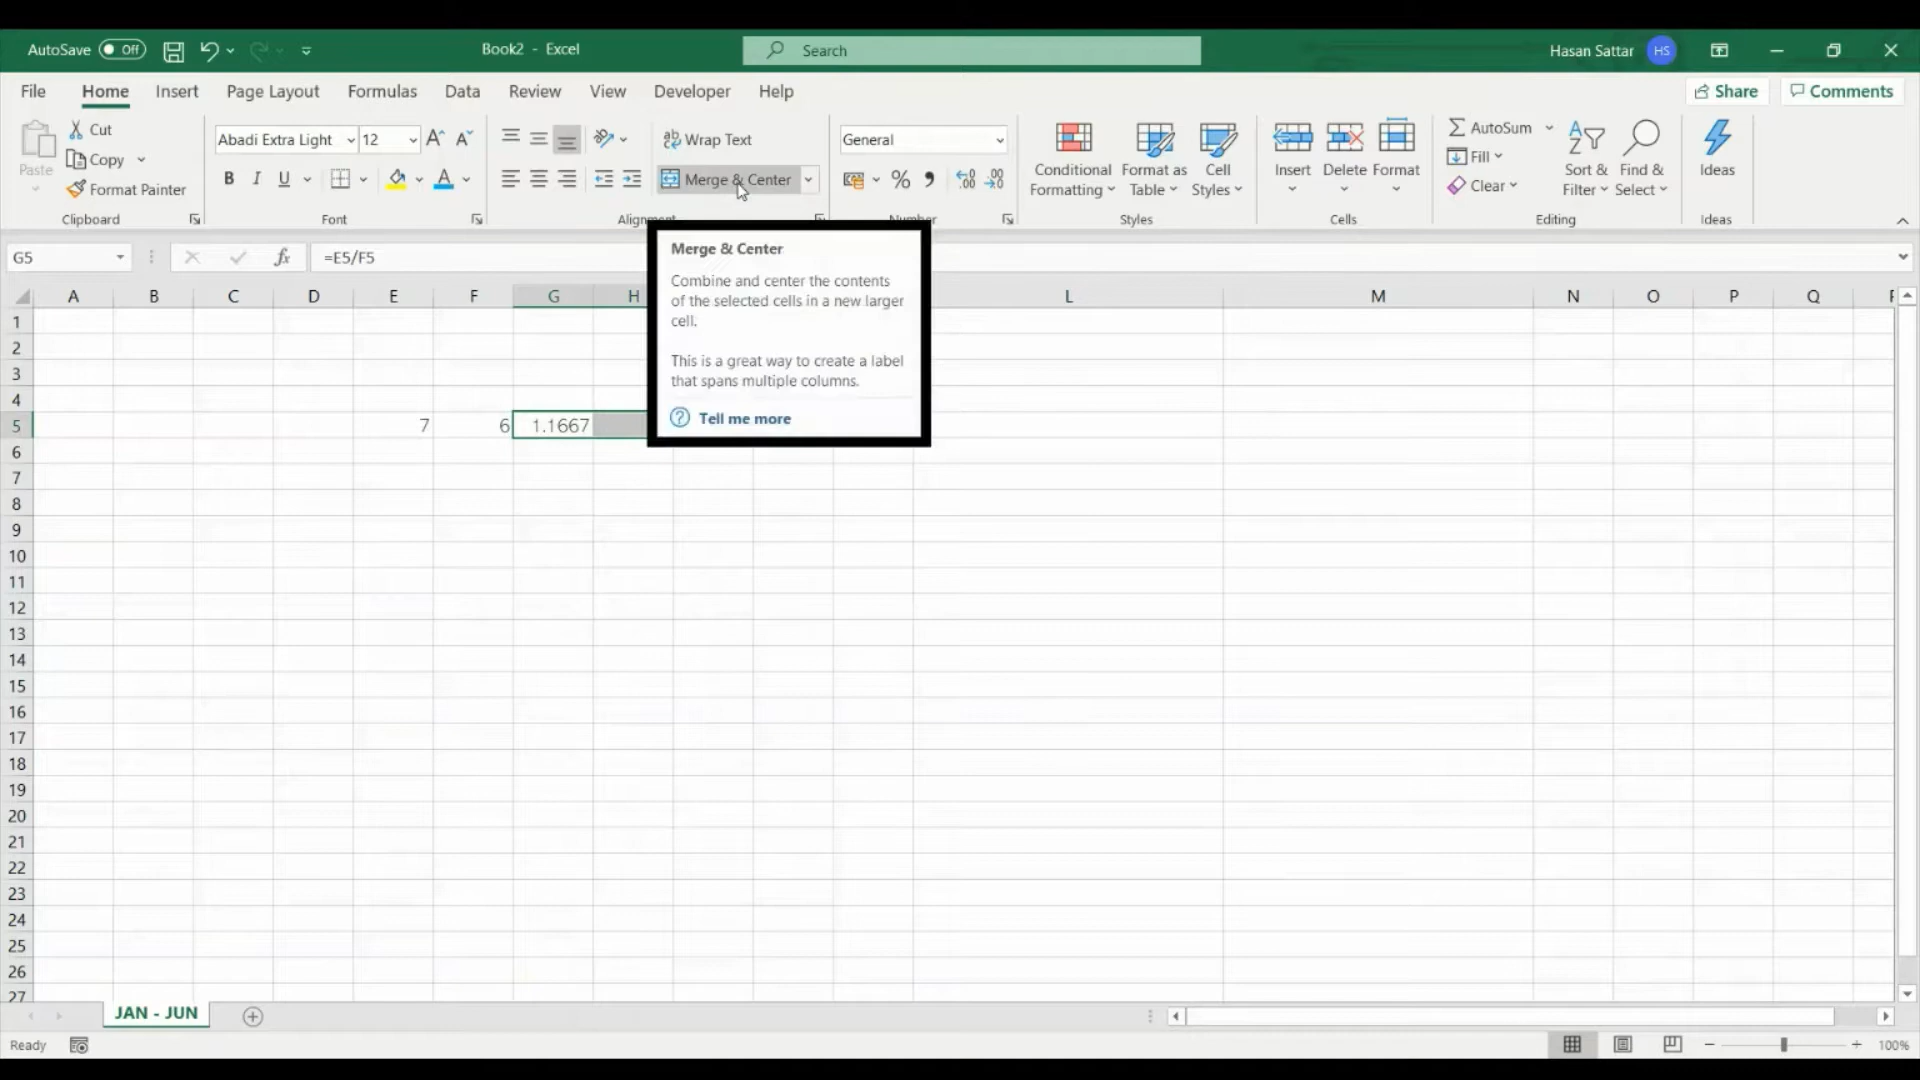 AutoSave Off
Book2 - Excel
Search
Hasan Sattar HS
File Home Insert Page Layout Formulas Data Review View Developer Help
Share Comments
Paste
Cut
Copy
Format Painter
Clipboard
Abadi Extra Light 12
B I U
Font
Wrap Text
Merge & Center
Alignment
General
Number
Conditional Formatting
Format as Table
Cell Styles
Styles
Insert Delete Format
Cells
AutoSum
Fill
Clear
Sort & Filter
Find & Select
Editing
Ideas
Ideas
G5 fx =E5/F5
Merge & Center
Combine and center the contents
of the selected cells in a new larger
cell.
This is a great way to create a label
that spans multiple columns.
Tell me more
A B C D E F G H L M N O P Q
1
2
3
4
5 7 6 1.1667
6
7
8
9
10
11
12
13
14
15
16
17
18
19
20
21
22
23
24
25
26
27
JAN - JUN
Ready
100%